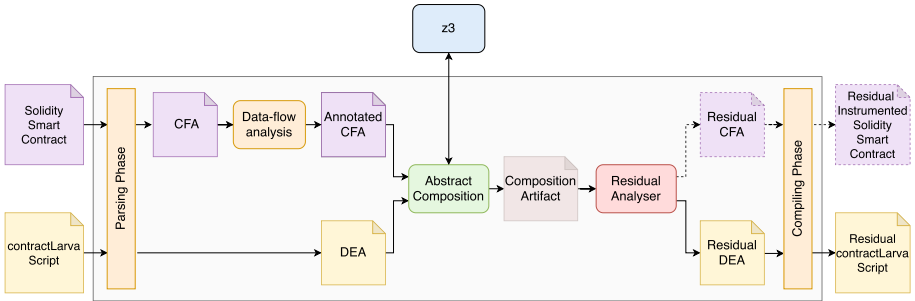 z3
Solidity
Smart
Contract
Parsing Phase
CFA
Data-flow
analysis
Annotated
CFA
Abstract
Composition
Composition
Artifact
Residual
Analyser
Residual
CFA
Compiling Phase
Residual
Instrumented
Solidity
Smart
Contract
contractLarva
Script
DEA
Residual
DEA
Residual
contractLarva
Script